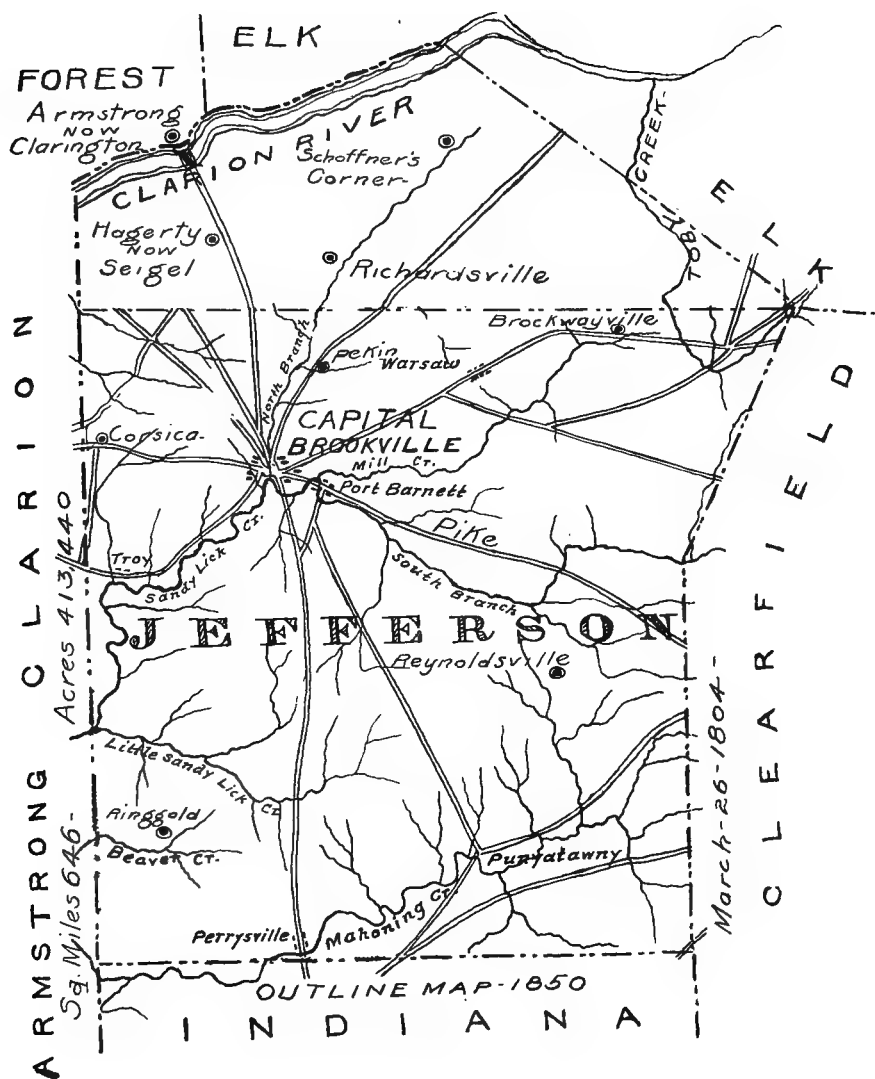 ELK
FOREST
Armstrong
NOW
Clarington
CLARION RIVER
Schoffner's
Corner-
TOBY CREEK-
ELK
Hagerty
NOW
Seigel
Richardsville
Brockwayville
North Branch
Pekin
Warsaw
CAPITAL
BROOKVILLE
Corsica-
Mill Cr.
Port Barnett
Pike
Troy
Sandy Lick Cr.
South Branch
JEFFERSON
Reynoldsville
CLARION
Acres 413,440
CLEARFIELD
CLEARFIELD
March-26-1804-
Little Sandy Lick Cr
Ringgold
Beaver Cr.
Punxatawny
Perrysville
Mahoning Cr.
ARMSTRONG
Sq. Miles 646-
OUTLINE MAP-1850
INDIANA